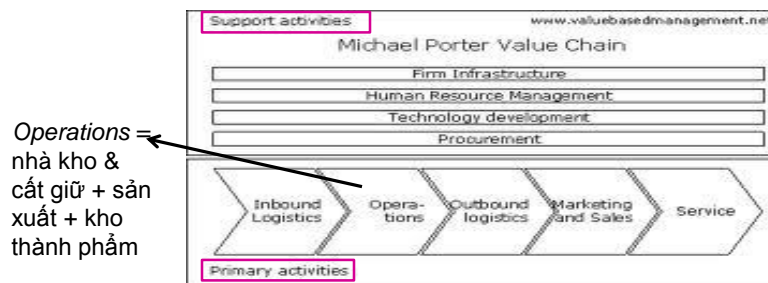 Support activities
www.valuebasedmanagement.net
Michael Porter Value Chain
Firm Infrastructure
Human Resource Management
Technology development
Procurement
Operations =
nhà kho &
cất giữ + sản
xuất + kho
thành phẩm
Inbound
Logistics
Opera-
tions
Outbound
logistics
Marketing
and Sales
Service
Primary activities